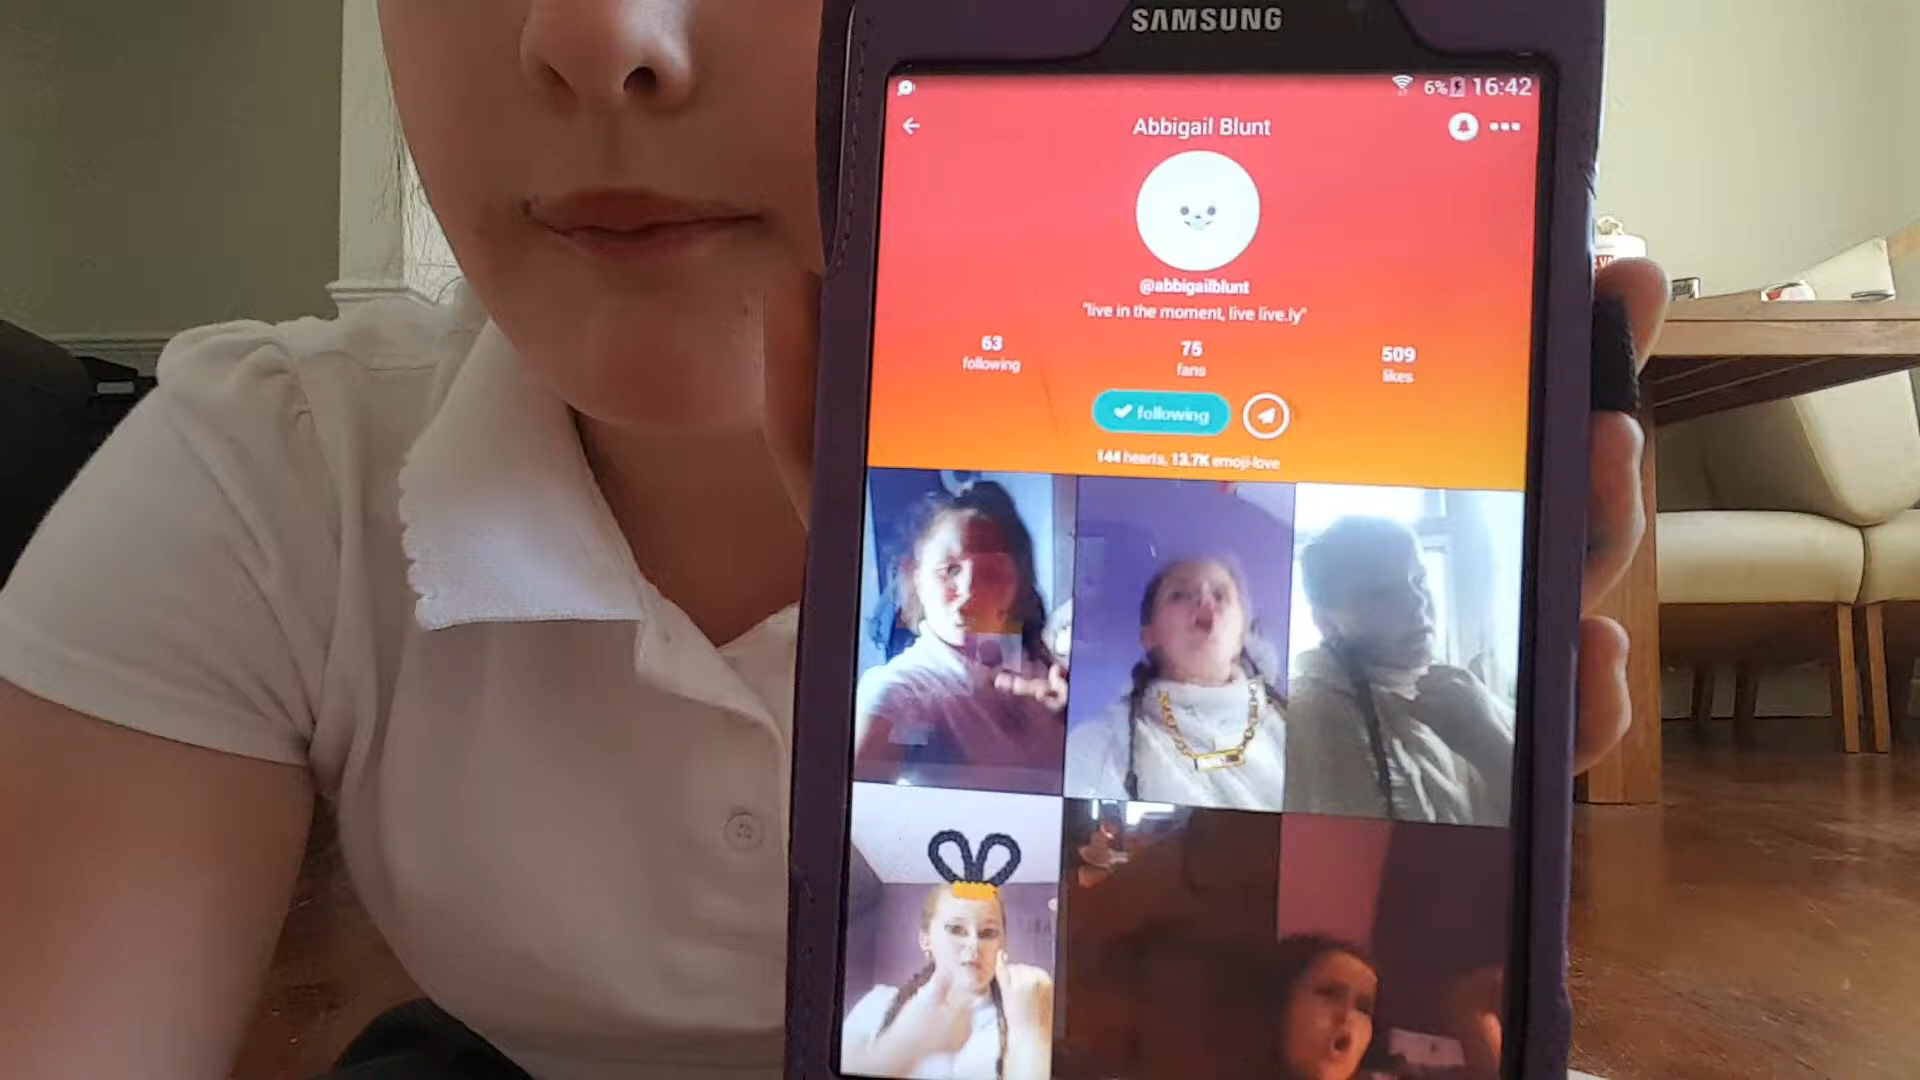 SAMSUNG
6% 16:42
Abbigail Blunt
@abbigailblunt
"live in the moment, live live.ly"
63 75 509
following fans likes
following
144 hearts, 13.7K emoji-love